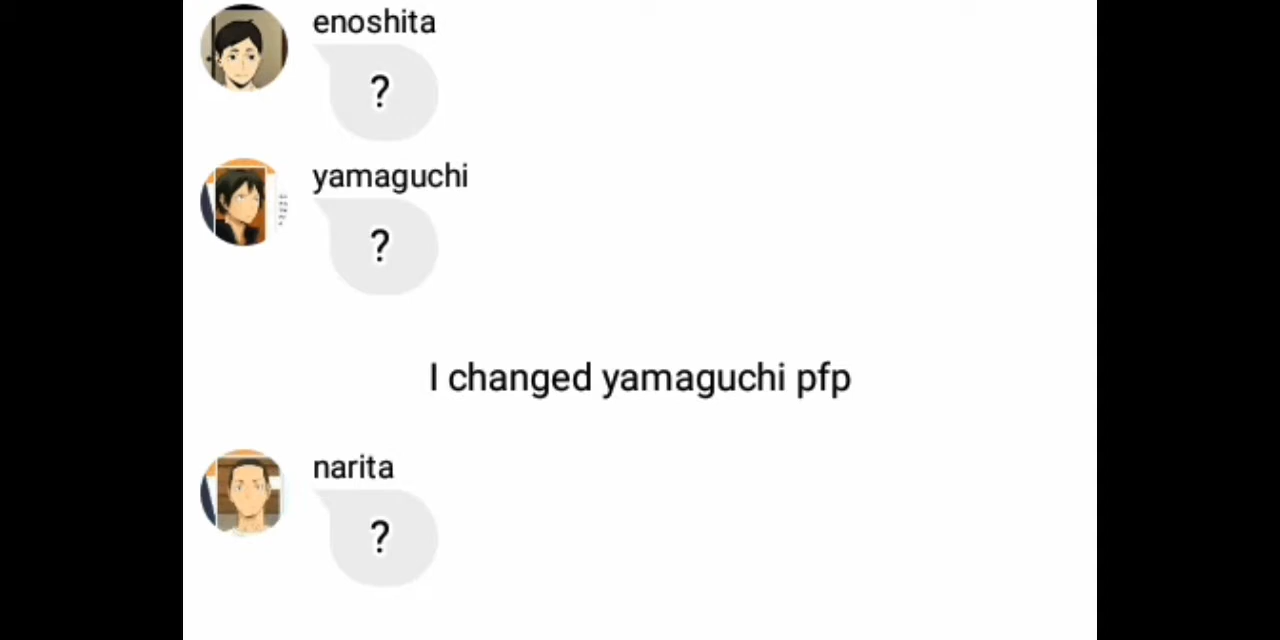 enoshita
?
yamaguchi
?
I changed yamaguchi pfp
narita
?